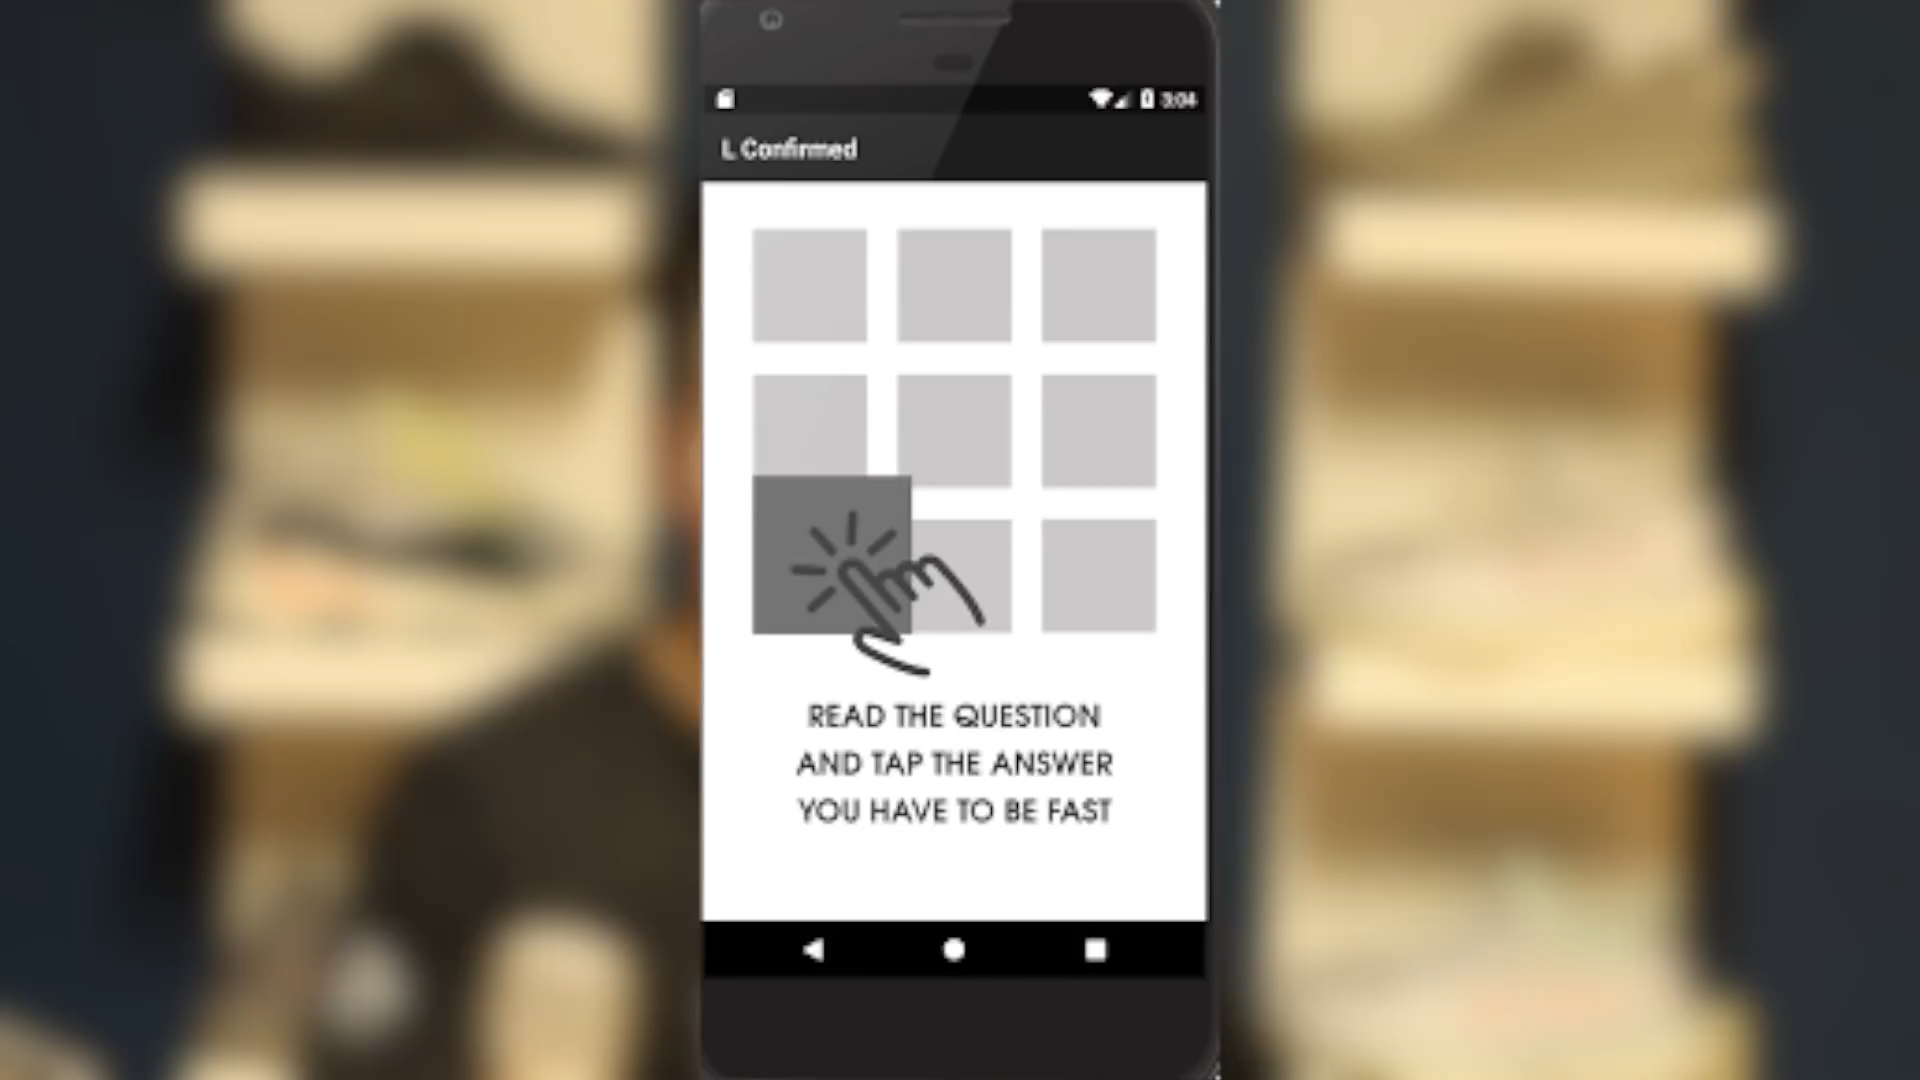 3:04
L Confirmed
READ THE QUESTION
AND TAP THE ANSWER
YOU HAVE TO BE FAST